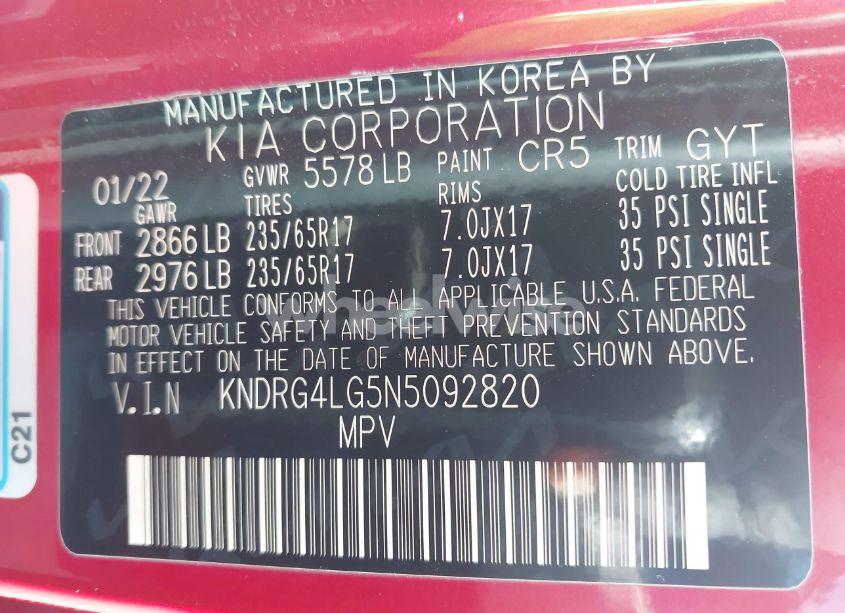 MANUFACTURED IN KOREA BY
KIA CORPORATION
01/22 GVWR 5578 LB PAINT CR5 TRIM GYT
GAWR TIRES RIMS COLD TIRE INFL
FRONT 2866 LB 235/65R17 7.0JX17 35 PSI SINGLE
REAR 2976 LB 235/65R17 7.0JX17 35 PSI SINGLE
THIS VEHICLE CONFORMS TO ALL APPLICABLE U.S.A. FEDERAL
MOTOR VEHICLE SAFETY AND THEFT PREVENTION STANDARDS
IN EFFECT ON THE DATE OF MANUFACTURE SHOWN ABOVE.
V.I.N KNDRG4LG5N5092820
MPV
C21